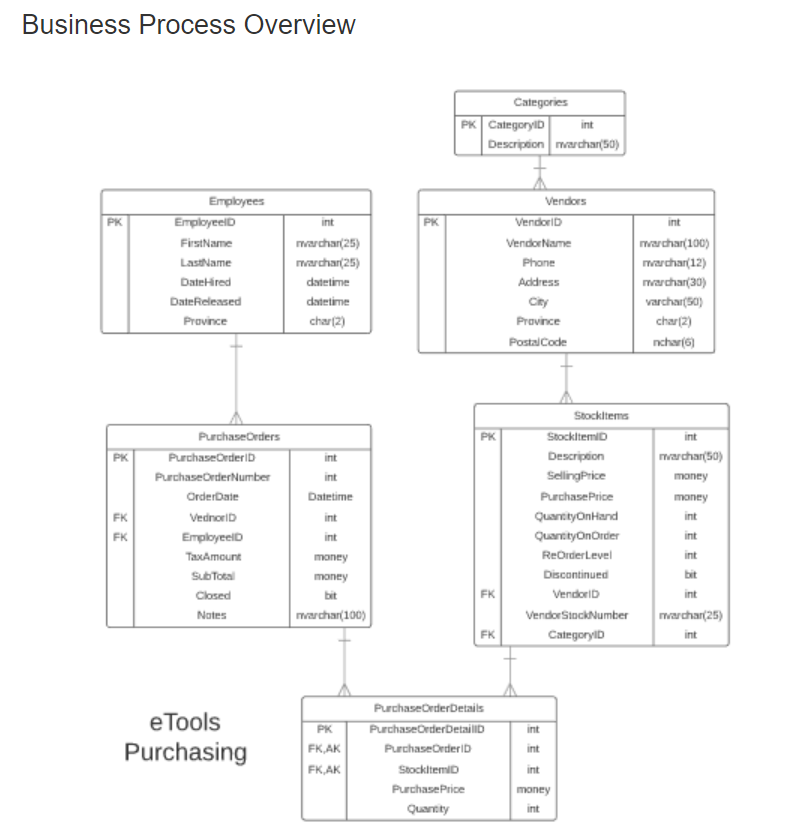 Business Process Overview
Categories
PK CategoryID int
Description nvarchar(50)
Employees
PK EmployeeID int
FirstName nvarchar(25)
LastName nvarchar(25)
DateHired datetime
DateReleased datetime
Province char(2)
Vendors
PK VendorID int
VendorName nvarchar(100)
Phone nvarchar(12)
Address nvarchar(30)
City varchar(50)
Province char(2)
PostalCode nchar(6)
PurchaseOrders
PK PurchaseOrderID int
PurchaseOrderNumber int
OrderDate Datetime
FK VednorID int
FK EmployeeID int
TaxAmount money
SubTotal money
Closed bit
Notes nvarchar(100)
StockItems
PK StockItemID int
Description nvarchar(50)
SellingPrice money
PurchasePrice money
QuantityOnHand int
QuantityOnOrder int
ReOrderLevel int
Discontinued bit
FK VendorID int
VendorStockNumber nvarchar(25)
FK CategoryID int
eTools
Purchasing
PurchaseOrderDetails
PK PurchaseOrderDetailID int
FK,AK PurchaseOrderID int
FK,AK StockItemID int
PurchasePrice money
Quantity int